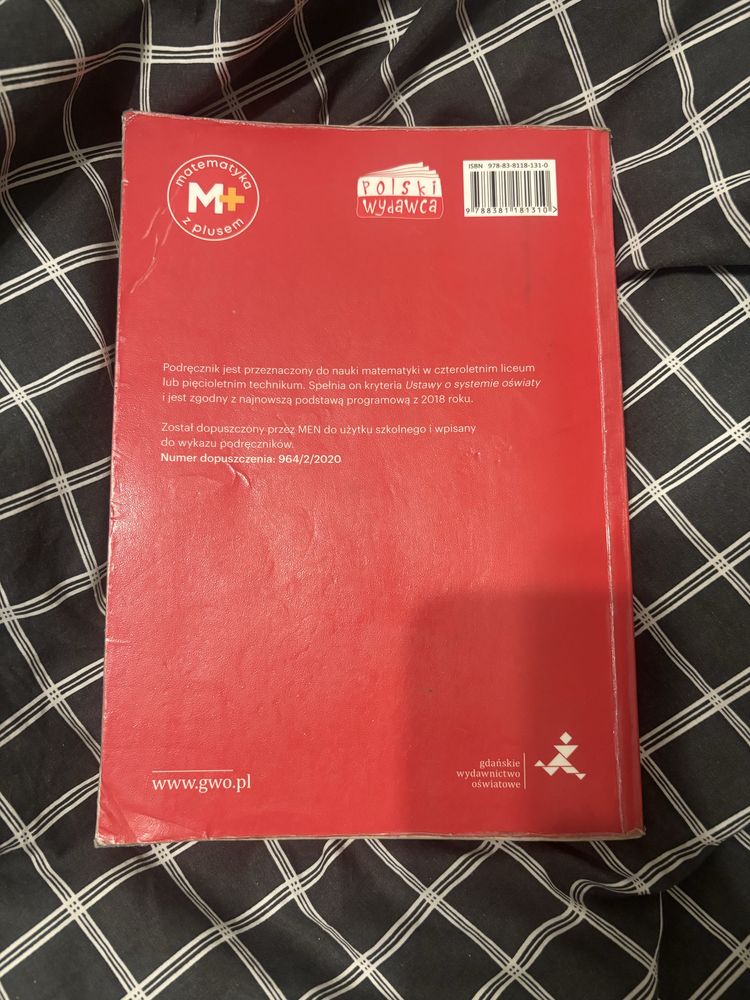 matematyka
M+
z plusem
Polski
wydawca
ISBN 978-83-8118-131-0
9 788381 181310 >
Podręcznik jest przeznaczony do nauki matematyki w czteroletnim liceum
lub pięcioletnim technikum. Spełnia on kryteria Ustawy o systemie oświaty
i jest zgodny z najnowszą podstawą programową z 2018 roku.
Został dopuszczony przez MEN do użytku szkolnego i wpisany
do wykazu podręczników.
Numer dopuszczenia: 964/2/2020
www.gwo.pl
gdańskie
wydawnictwo
oświatowe